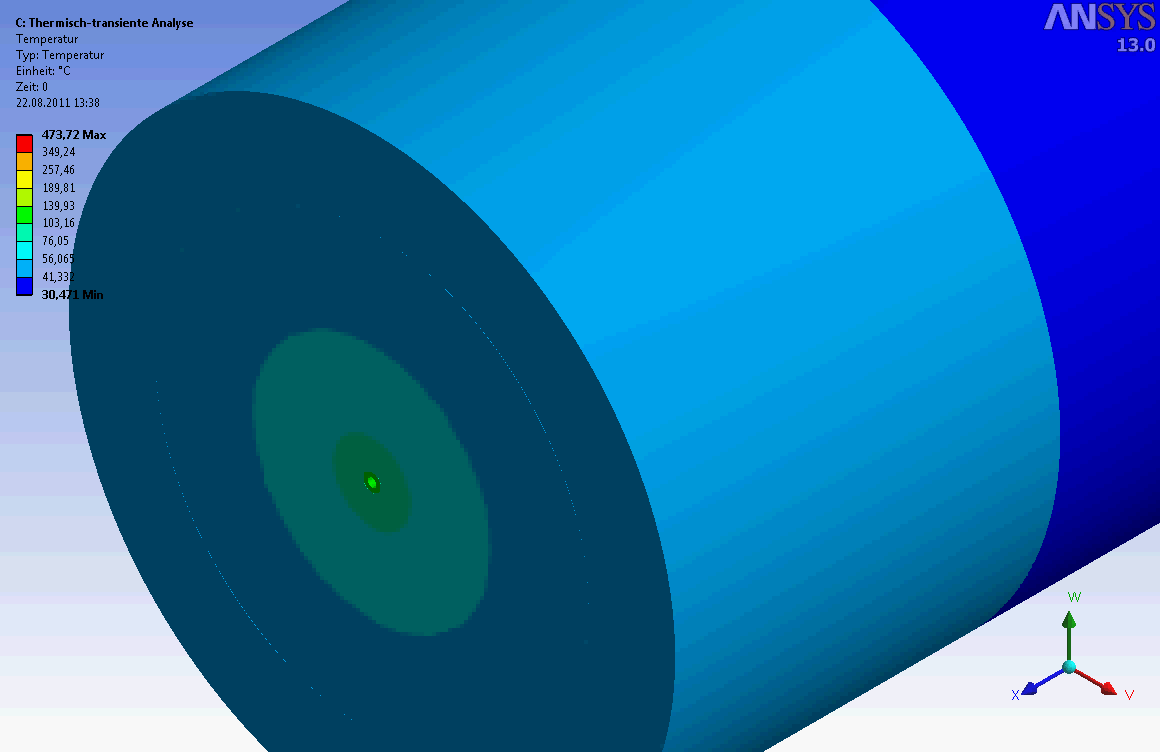 C: Thermisch-transiente Analyse
Temperatur
Typ: Temperatur
Einheit: °C
Zeit: 0
22.08.2011 13:38
473,72 Max
349,24
257,46
189,81
139,93
103,16
76,05
56,065
41,332
30,471 Min
ANSYS
13.0
W
X
V